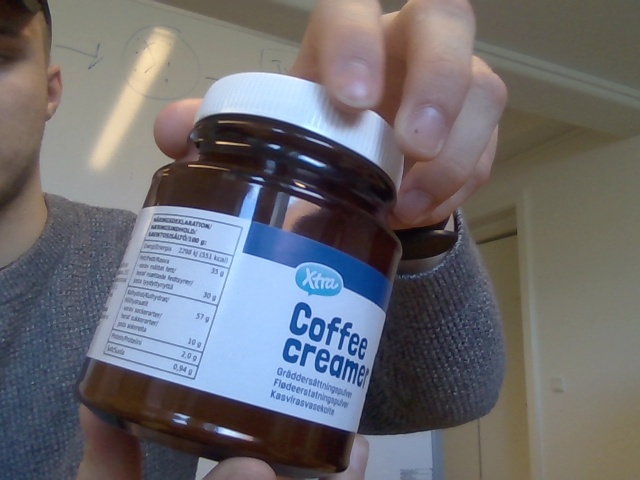 NÄRINGSDEKLARATION/
NÆRINGSINDHOLD/
RAVINTOSISÄLTÖ/100 g:
Energi/Energia 2298 kJ (551 kcal)
Fett/Fedt/Rasva 35 g
30 g
57 g
10 g
2,0 g
Salt/Suola 0,94 g
Xtra
Coffee
creamer
Gräddersättningspulver
Flødeerstatningspulver
Kasvirasvasekoite